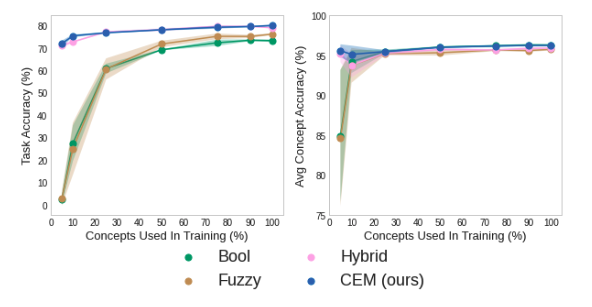 80
70
60
50
40
30
20
10
0
Task Accuracy (%)
0 10 20 30 40 50 60 70 80 90 100
Concepts Used In Training (%)
100
95
90
85
80
75
Avg Concept Accuracy (%)
0 10 20 30 40 50 60 70 80 90 100
Concepts Used In Training (%)
Bool
Hybrid
Fuzzy
CEM (ours)